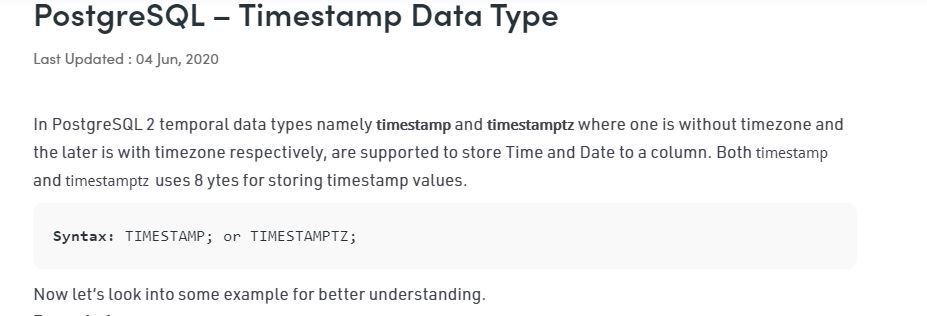 PostgreSQL – Timestamp Data Type
Last Updated : 04 Jun, 2020
In PostgreSQL 2 temporal data types namely timestamp and timestamptz where one is without timezone and
the later is with timezone respectively, are supported to store Time and Date to a column. Both timestamp
and timestamptz uses 8 ytes for storing timestamp values.
Syntax: TIMESTAMP; or TIMESTAMPTZ;
Now let's look into some example for better understanding.